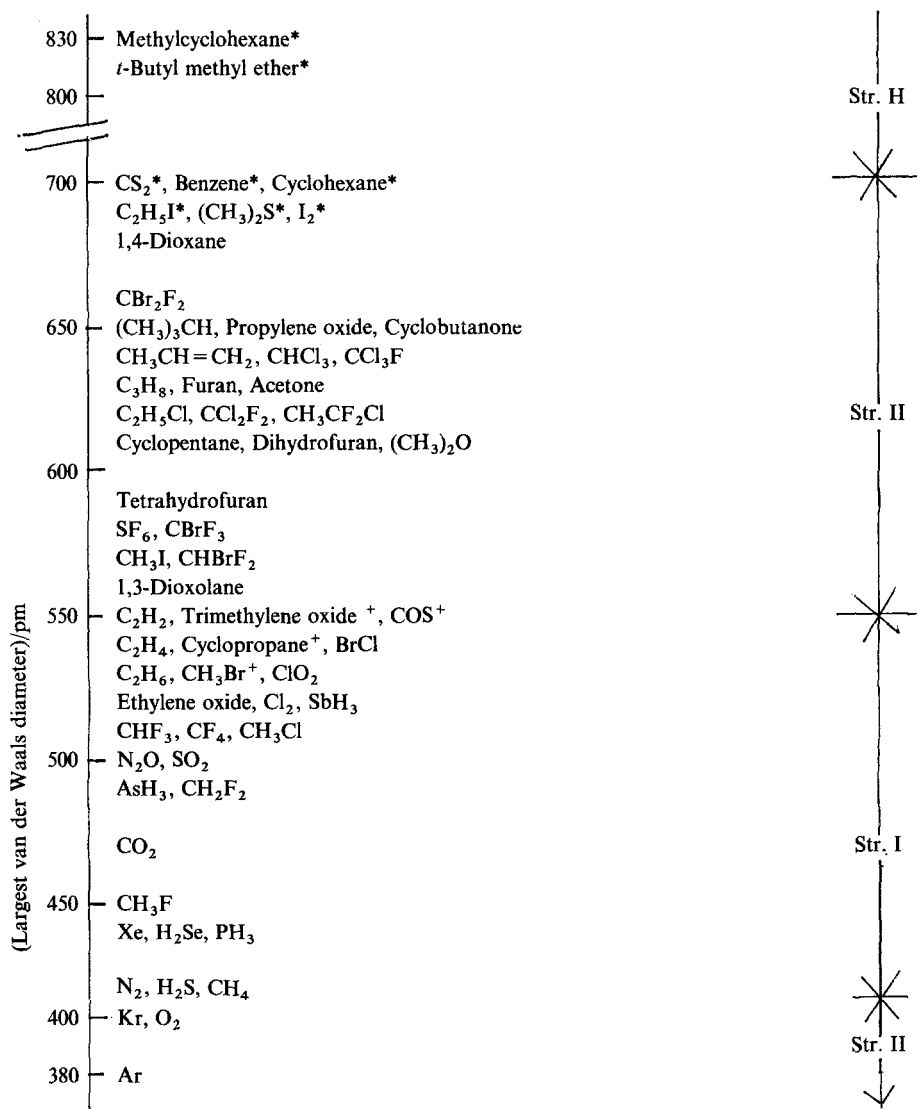 830 Methylcyclohexane*
t-Butyl methyl ether*
800 Str. H
700 CS₂*, Benzene*, Cyclohexane*
C₂H₅I*, (CH₃)₂S*, I₂*
1,4-Dioxane
CBr₂F₂
650 (CH₃)₃CH, Propylene oxide, Cyclobutanone
CH₃CH=CH₂, CHCl₃, CCl₃F
C₃H₈, Furan, Acetone
C₂H₅Cl, CCl₂F₂, CH₃CF₂Cl Str. II
Cyclopentane, Dihydrofuran, (CH₃)₂O
600
Tetrahydrofuran
SF₆, CBrF₃
CH₃I, CHBrF₂
1,3-Dioxolane
550 C₂H₂, Trimethylene oxide ⁺, COS⁺
C₂H₄, Cyclopropane⁺, BrCl
C₂H₆, CH₃Br⁺, ClO₂
Ethylene oxide, Cl₂, SbH₃
CHF₃, CF₄, CH₃Cl
500 N₂O, SO₂
AsH₃, CH₂F₂
CO₂ Str. I
450 CH₃F
Xe, H₂Se, PH₃
N₂, H₂S, CH₄
400 Kr, O₂
Str. II
380 Ar
(Largest van der Waals diameter)/pm